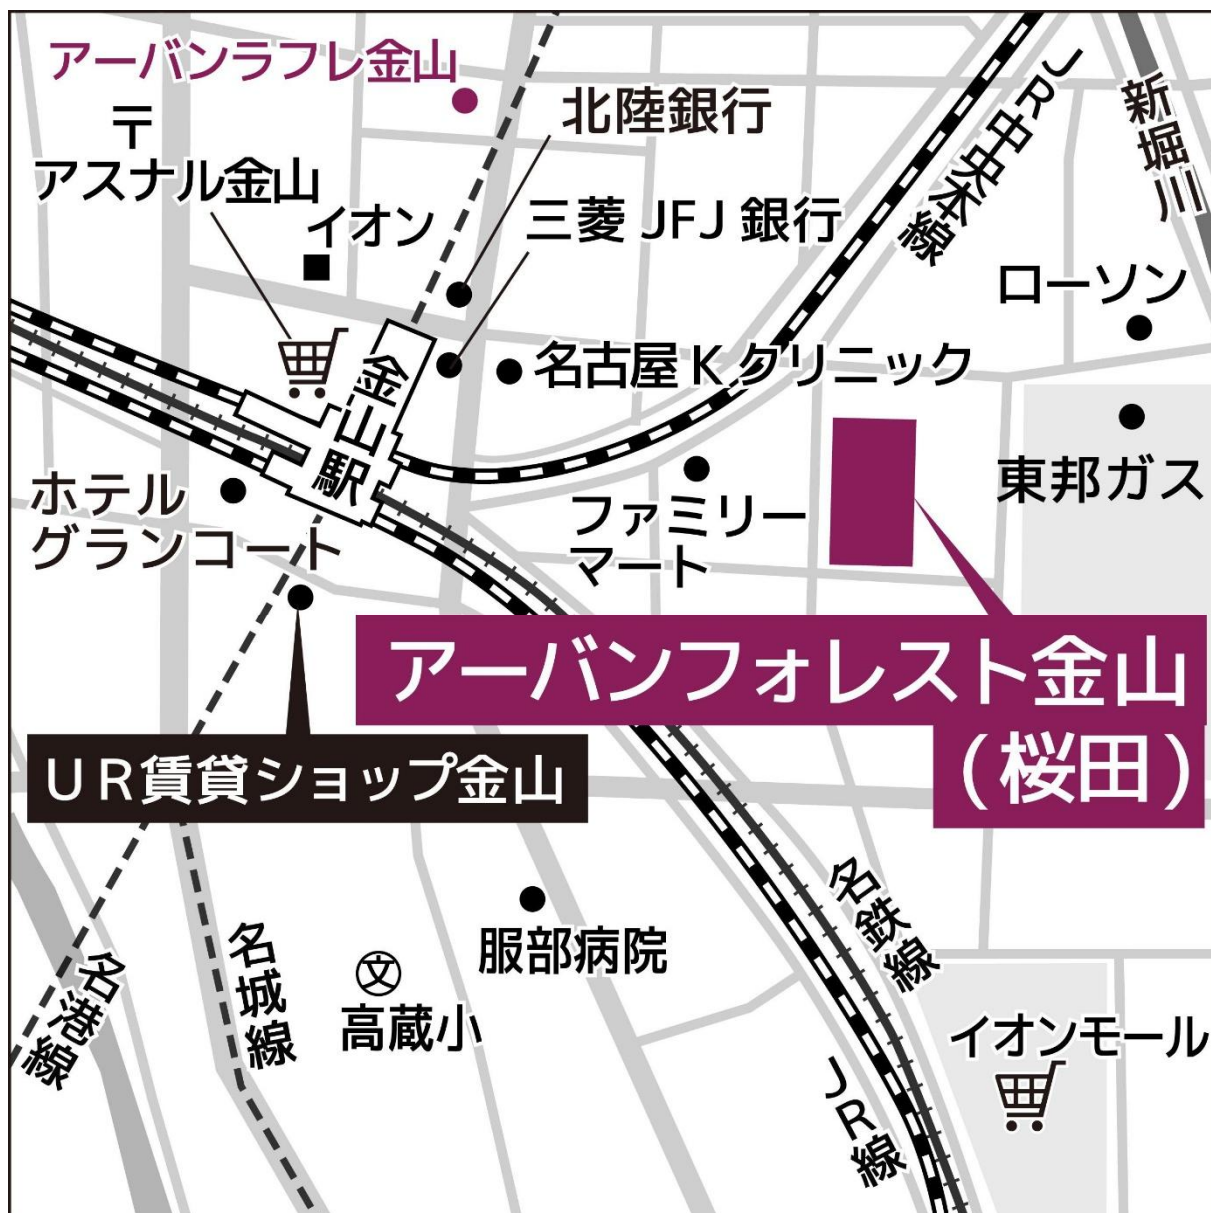 アーバンラフレ金山
〒
アスナル金山
イオン
北陸銀行
三菱 JFJ 銀行
JR中央本線
新堀川
ローソン
名古屋 K クリニック
金山駅
東邦ガス
ホテル
グランコート
ファミリー
マート
アーバンフォレスト金山
(桜田)
UR賃貸ショップ金山
名港線
名城線
文
高蔵小
服部病院
名鉄線
JR線
イオンモール